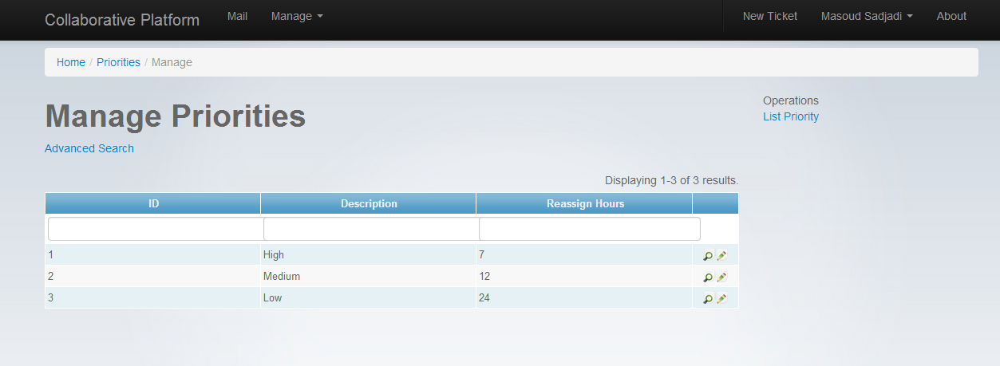 Collaborative Platform Mail Manage New Ticket Masoud Sadjadi About
Home / Priorities / Manage
Manage Priorities
Operations
List Priority
Advanced Search
Displaying 1-3 of 3 results.
ID Description Reassign Hours
1 High 7
2 Medium 12
3 Low 24